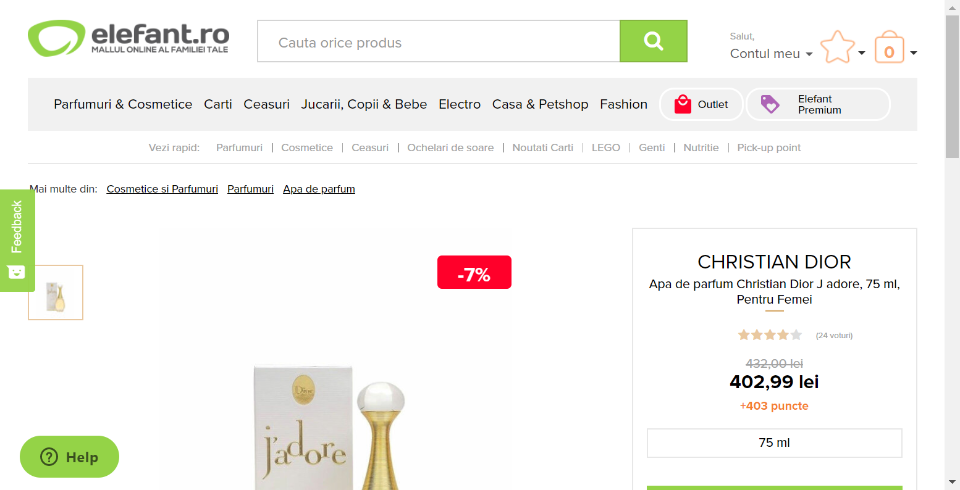 elefant.ro
MALLUL ONLINE AL FAMILIEI TALE
Cauta orice produs
Salut,
Contul meu
0
Parfumuri & Cosmetice Carti Ceasuri Jucarii, Copii & Bebe Electro Casa & Petshop Fashion Outlet Elefant Premium
Vezi rapid: Parfumuri | Cosmetice | Ceasuri | Ochelari de soare | Noutati Carti | LEGO | Genti | Nutritie | Pick-up point
Mai multe din: Cosmetice si Parfumuri Parfumuri Apa de parfum
Feedback
-7%
Dior
j'adore
CHRISTIAN DIOR
Apa de parfum Christian Dior J adore, 75 ml,
Pentru Femei
(24 voturi)
432,00 lei
402,99 lei
+403 puncte
75 ml
Help